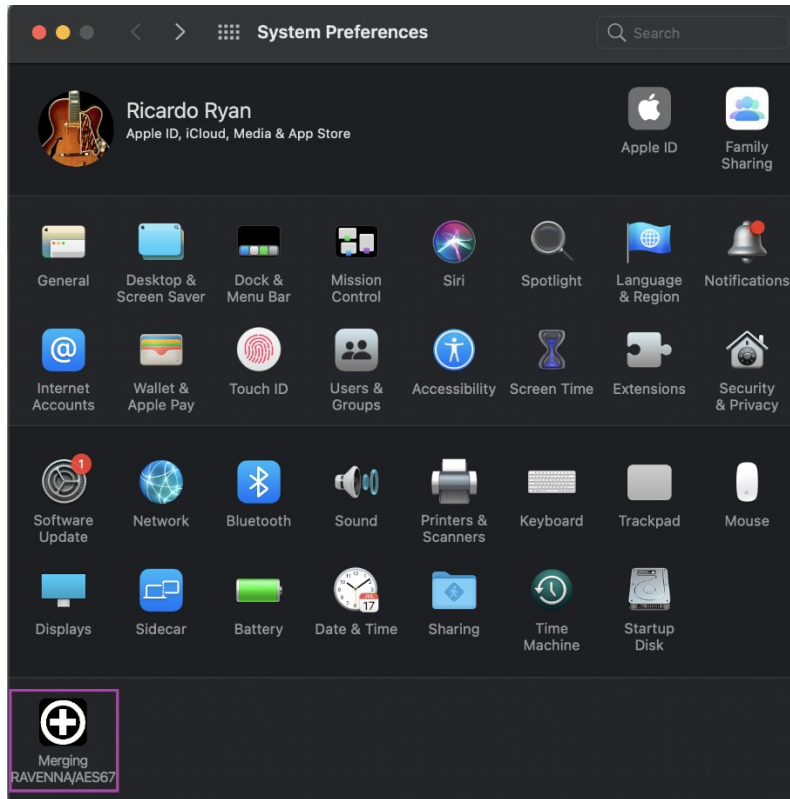 System Preferences
Search
Ricardo Ryan
Apple ID, iCloud, Media & App Store
Apple ID
Family
Sharing
General
Desktop &
Screen Saver
Dock &
Menu Bar
Mission
Control
Siri
Spotlight
Language
& Region
Notifications
Internet
Accounts
Wallet &
Apple Pay
Touch ID
Users &
Groups
Accessibility
Screen Time
Extensions
Security
& Privacy
1
Software
Update
Network
Bluetooth
Sound
Printers &
Scanners
Keyboard
Trackpad
Mouse
Displays
Sidecar
Battery
JUL
17
Date & Time
Sharing
Time
Machine
Startup
Disk
Merging
RAVENNA/AES67